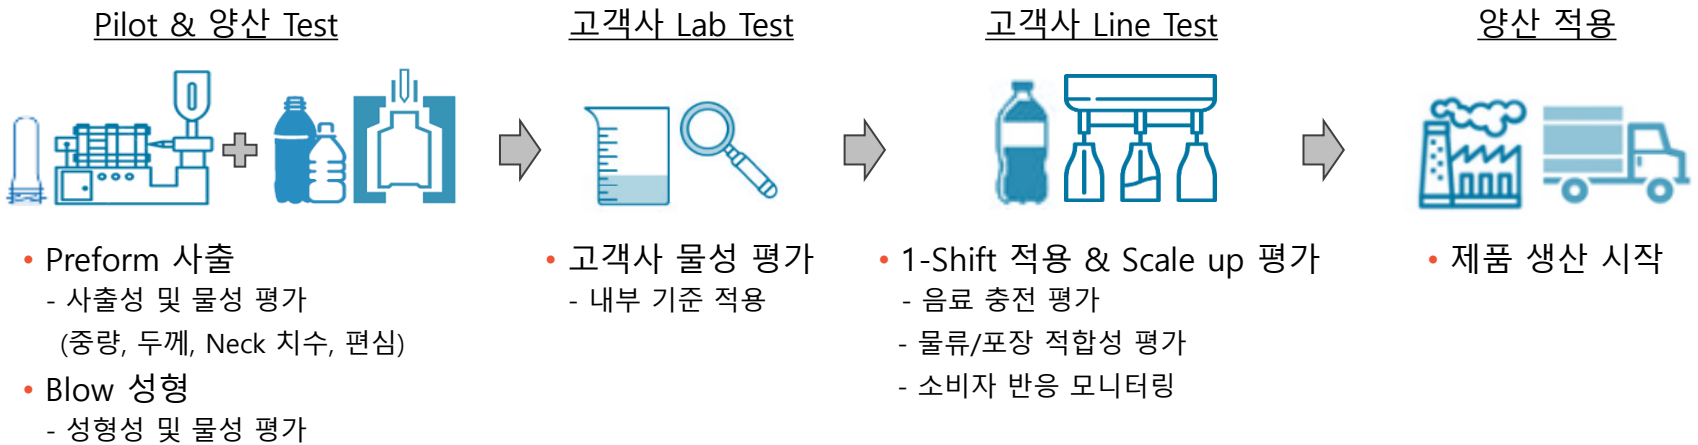 Pilot & 양산 Test
고객사 Lab Test
고객사 Line Test
양산 적용
• Preform 사출
- 사출성 및 물성 평가
(중량, 두께, Neck 치수, 편심)
• Blow 성형
- 성형성 및 물성 평가
• 고객사 물성 평가
- 내부 기준 적용
• 1-Shift 적용 & Scale up 평가
- 음료 충전 평가
- 물류/포장 적합성 평가
- 소비자 반응 모니터링
• 제품 생산 시작